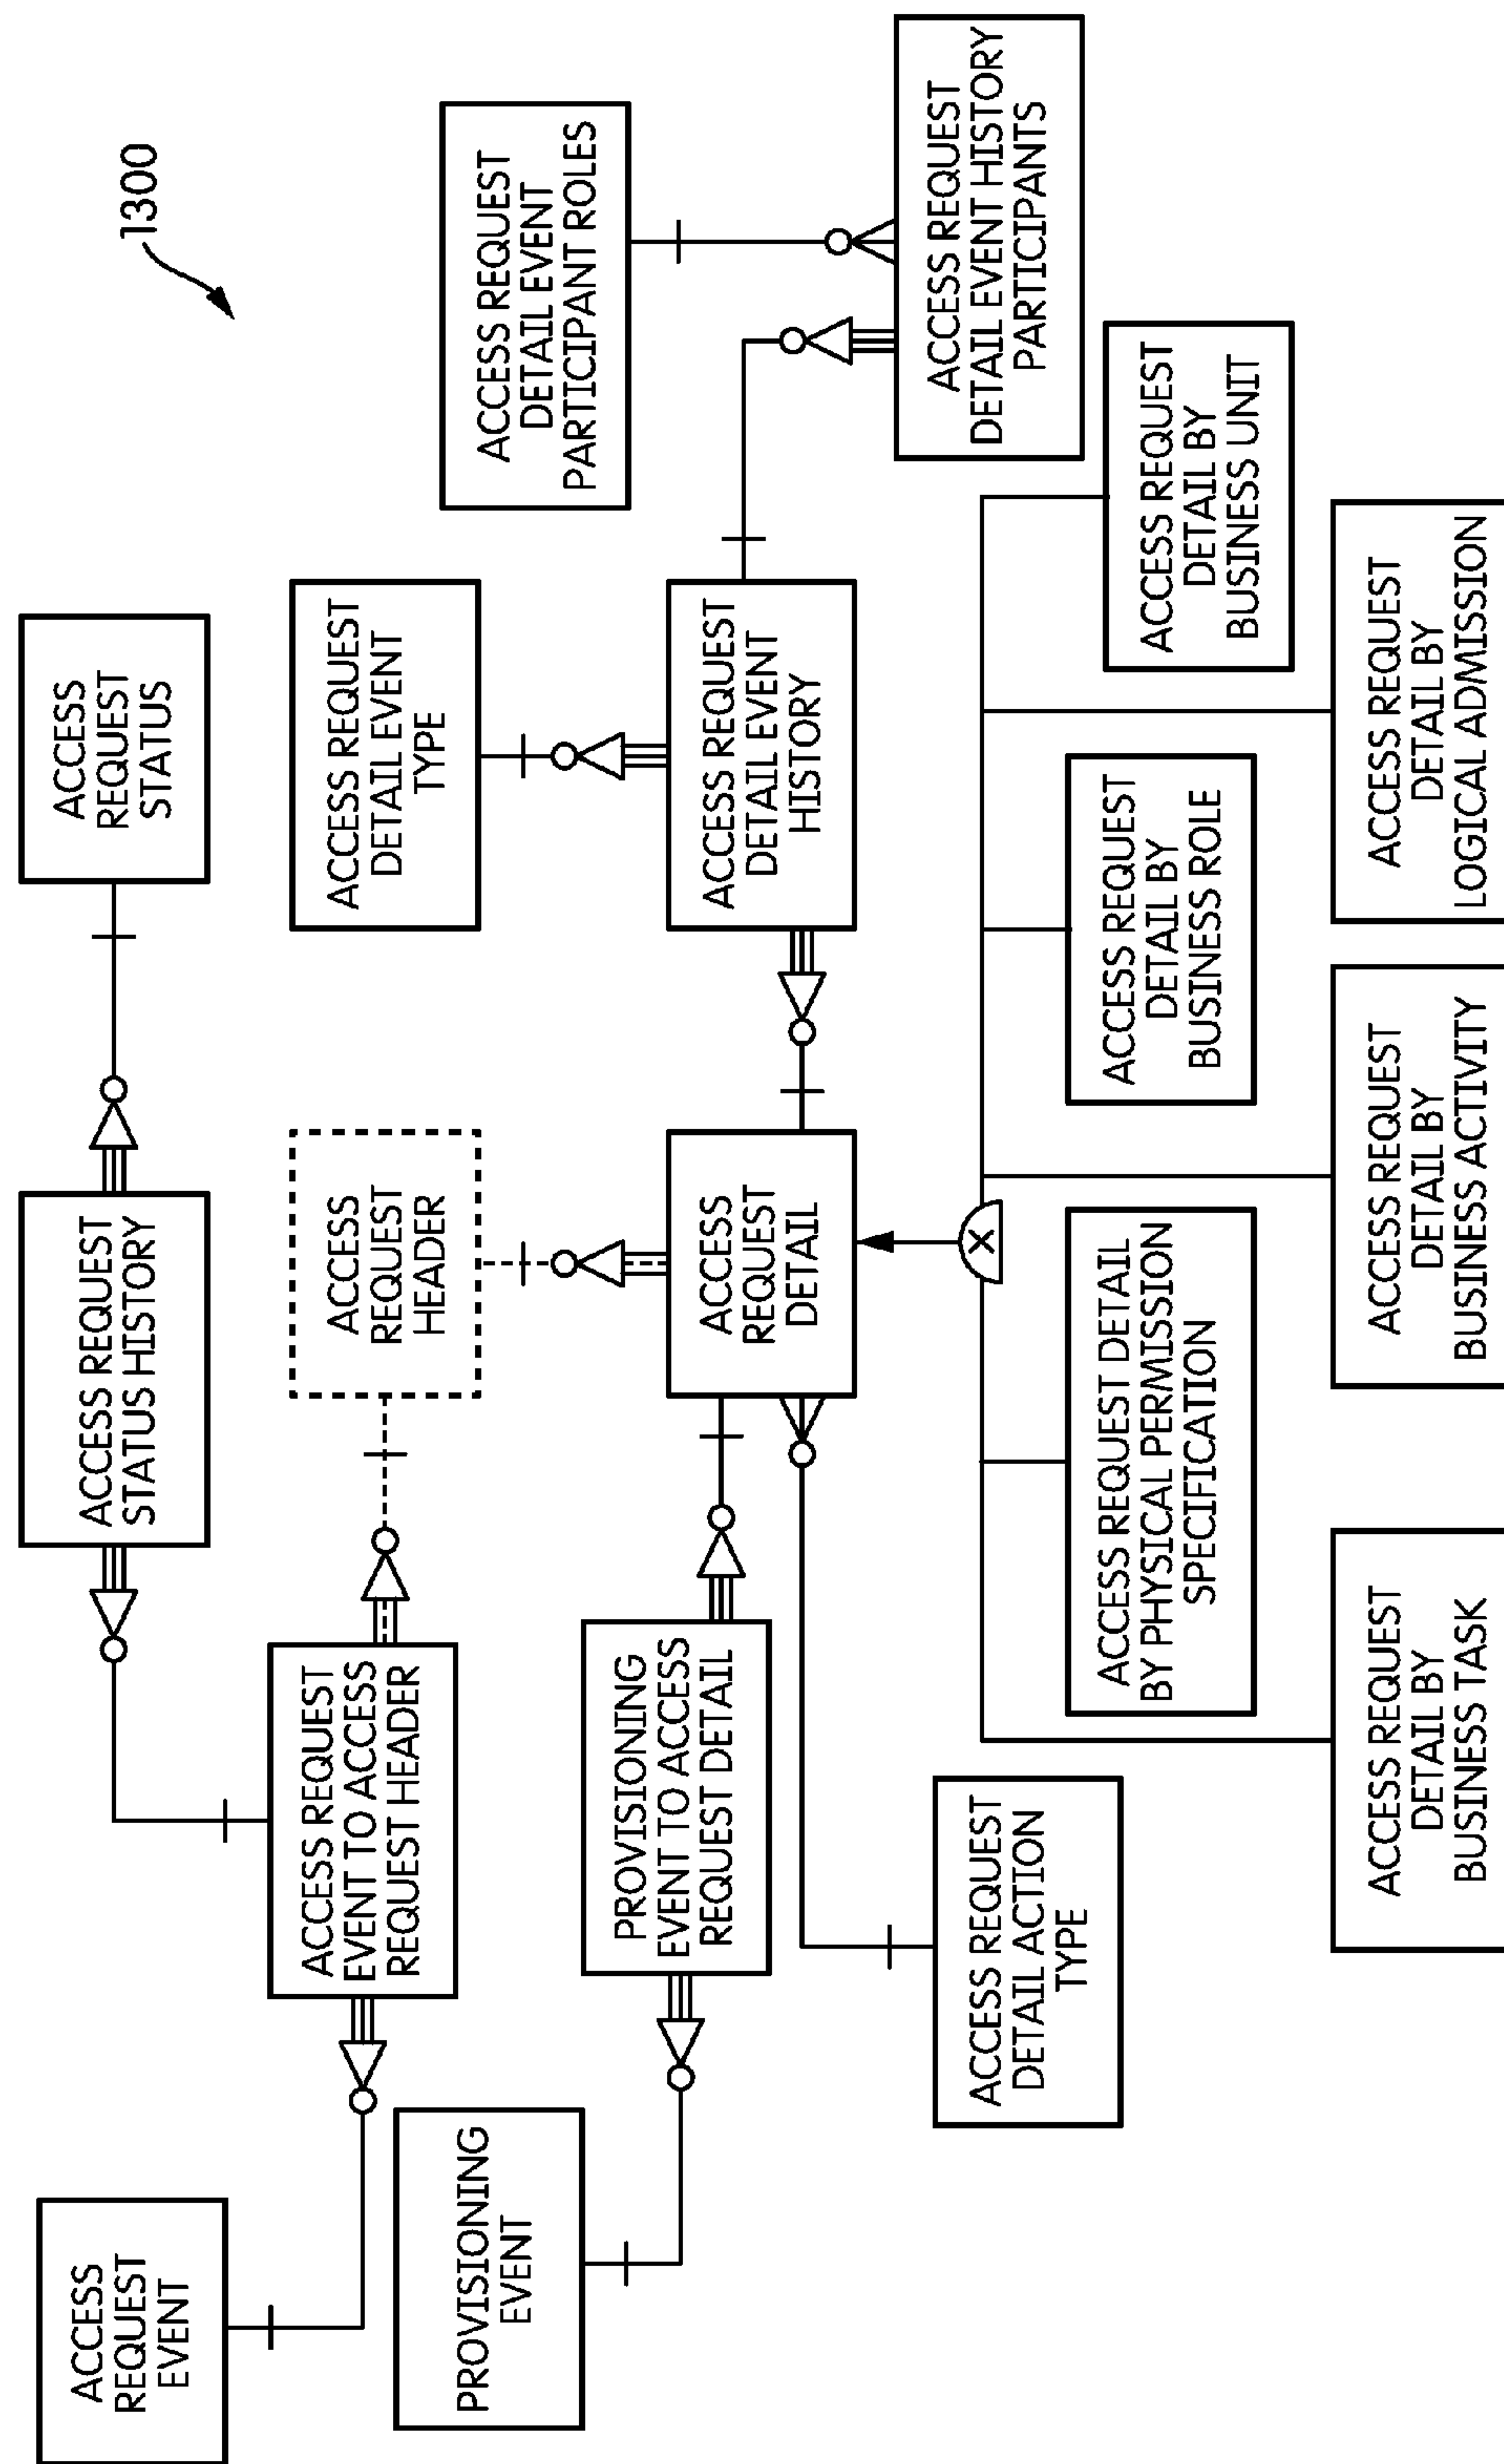 1300
ACCESS
REQUEST
EVENT
ACCESS REQUEST
STATUS HISTORY
ACCESS
REQUEST
STATUS
ACCESS REQUEST
EVENT TO ACCESS
REQUEST HEADER
ACCESS
REQUEST
HEADER
ACCESS REQUEST
DETAIL EVENT
TYPE
ACCESS REQUEST
DETAIL EVENT
PARTICIPANT ROLES
PROVISIONING
EVENT
PROVISIONING
EVENT TO ACCESS
REQUEST DETAIL
ACCESS
REQUEST
DETAIL
ACCESS REQUEST
DETAIL EVENT
HISTORY
ACCESS REQUEST
DETAIL EVENT HISTORY
PARTICIPANTS
ACCESS REQUEST
DETAIL ACTION
TYPE
ACCESS REQUEST DETAIL
BY PHYSICAL PERMISSION
SPECIFICATION
ACCESS REQUEST
DETAIL BY
BUSINESS ROLE
ACCESS REQUEST
DETAIL BY
BUSINESS UNIT
ACCESS REQUEST
DETAIL BY
BUSINESS TASK
ACCESS REQUEST
DETAIL BY
BUSINESS ACTIVITY
ACCESS REQUEST
DETAIL BY
LOGICAL ADMISSION